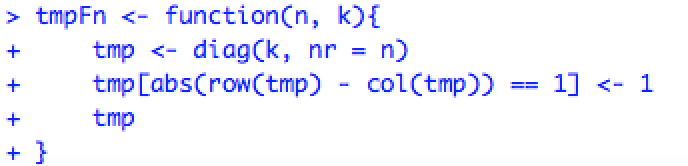 > tmpFn <- function(n, k){
+     tmp <- diag(k, nr = n)
+     tmp[abs(row(tmp) - col(tmp)) == 1] <- 1
+     tmp
+ }